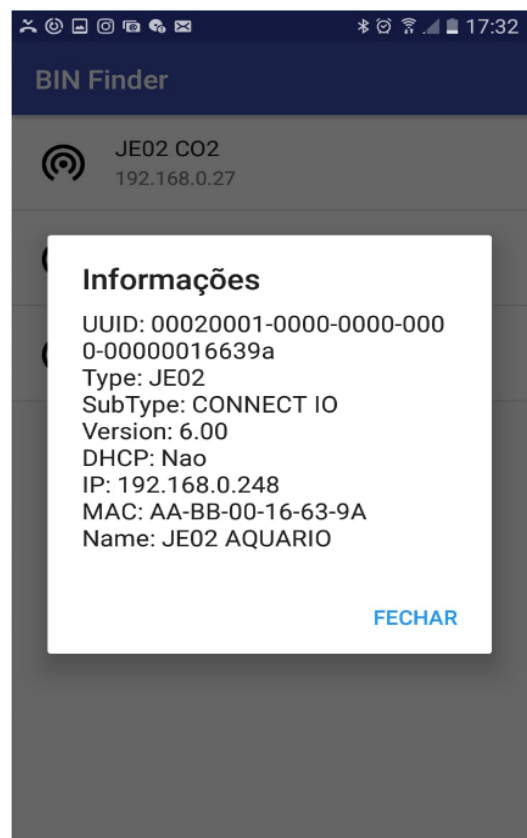 17:32
BIN Finder
JE02 CO2
192.168.0.27
Informações
UUID: 00020001-0000-0000-000
0-00000016639a
Type: JE02
SubType: CONNECT IO
Version: 6.00
DHCP: Nao
IP: 192.168.0.248
MAC: AA-BB-00-16-63-9A
Name: JE02 AQUARIO
FECHAR